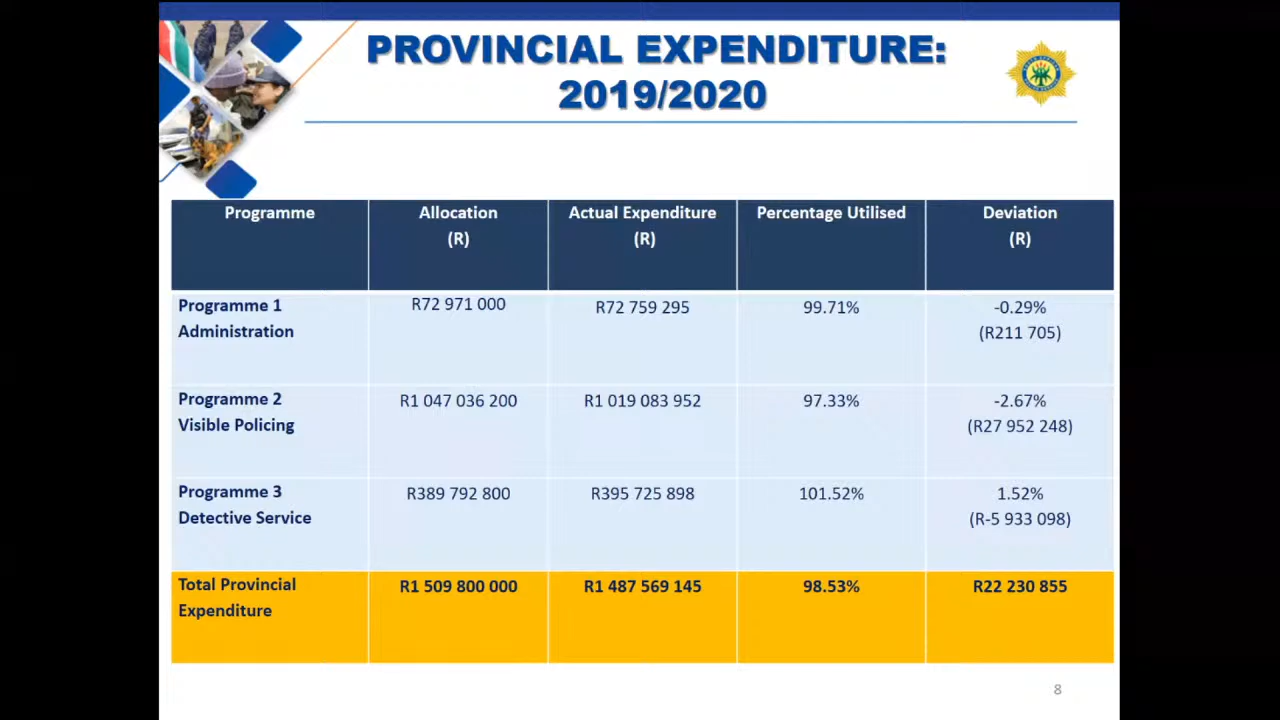 PROVINCIAL EXPENDITURE:
2019/2020
Programme Allocation Actual Expenditure Percentage Utilised Deviation
(R) (R) (R)
Programme 1 R72 971 000 R72 759 295 99.71% -0.29%
Administration (R211 705)
Programme 2 R1 047 036 200 R1 019 083 952 97.33% -2.67%
Visible Policing (R27 952 248)
Programme 3 R389 792 800 R395 725 898 101.52% 1.52%
Detective Service (R-5 933 098)
Total Provincial R1 509 800 000 R1 487 569 145 98.53% R22 230 855
Expenditure
8